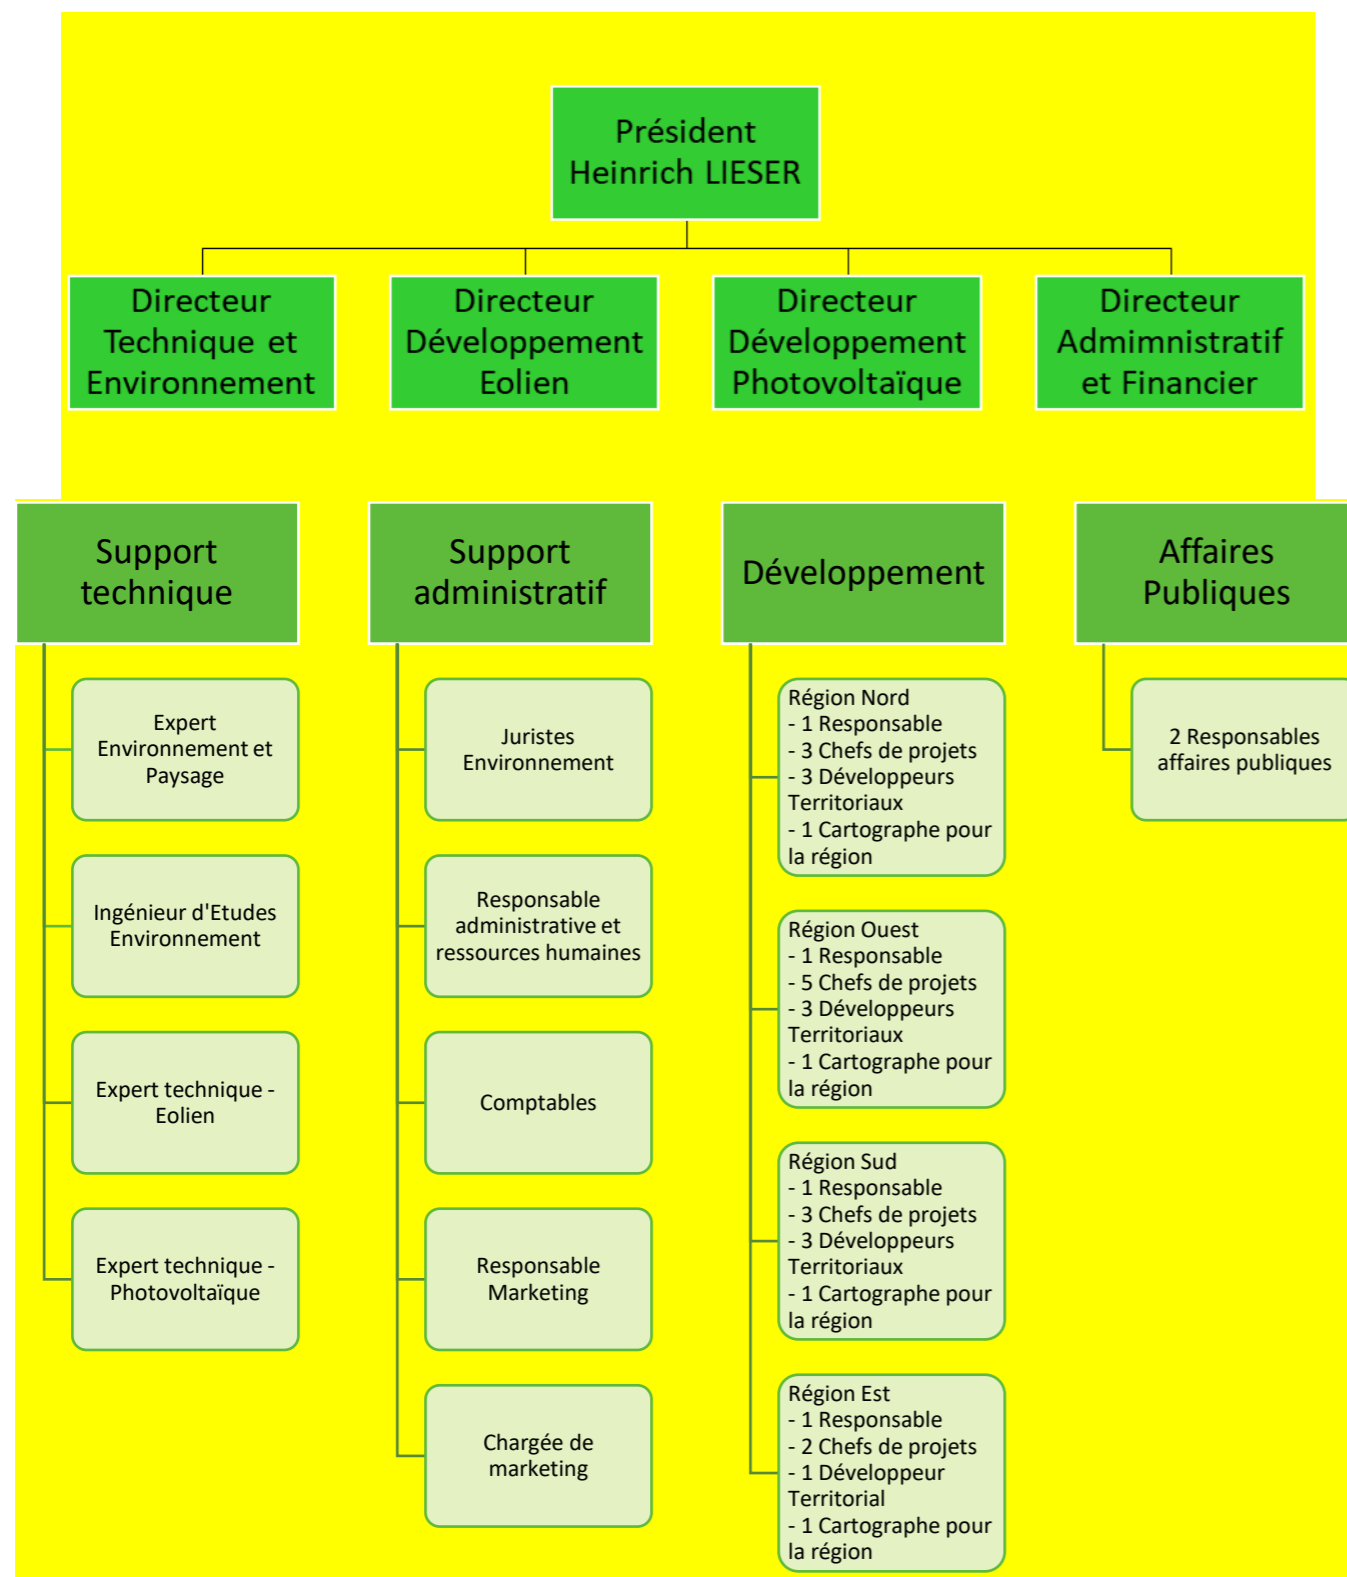 Président
Heinrich LIESER
Directeur
Technique et
Environnement
Directeur
Développement
Eolien
Directeur
Développement
Photovoltaïque
Directeur
Admimnistratif
et Financier
Support
technique
Expert
Environnement et
Paysage
Ingénieur d'Etudes
Environnement
Expert technique -
Eolien
Expert technique -
Photovoltaïque
Support
administratif
Juristes
Environnement
Responsable
administrative et
ressources humaines
Comptables
Responsable
Marketing
Chargée de
marketing
Développement
Région Nord
- 1 Responsable
- 3 Chefs de projets
- 3 Développeurs
Territoriaux
- 1 Cartographe pour
la région
Région Ouest
- 1 Responsable
- 5 Chefs de projets
- 3 Développeurs
Territoriaux
- 1 Cartographe pour
la région
Région Sud
- 1 Responsable
- 3 Chefs de projets
- 3 Développeurs
Territoriaux
- 1 Cartographe pour
la région
Région Est
- 1 Responsable
- 2 Chefs de projets
- 1 Développeur
Territorial
- 1 Cartographe pour
la région
Affaires
Publiques
2 Responsables
affaires publiques